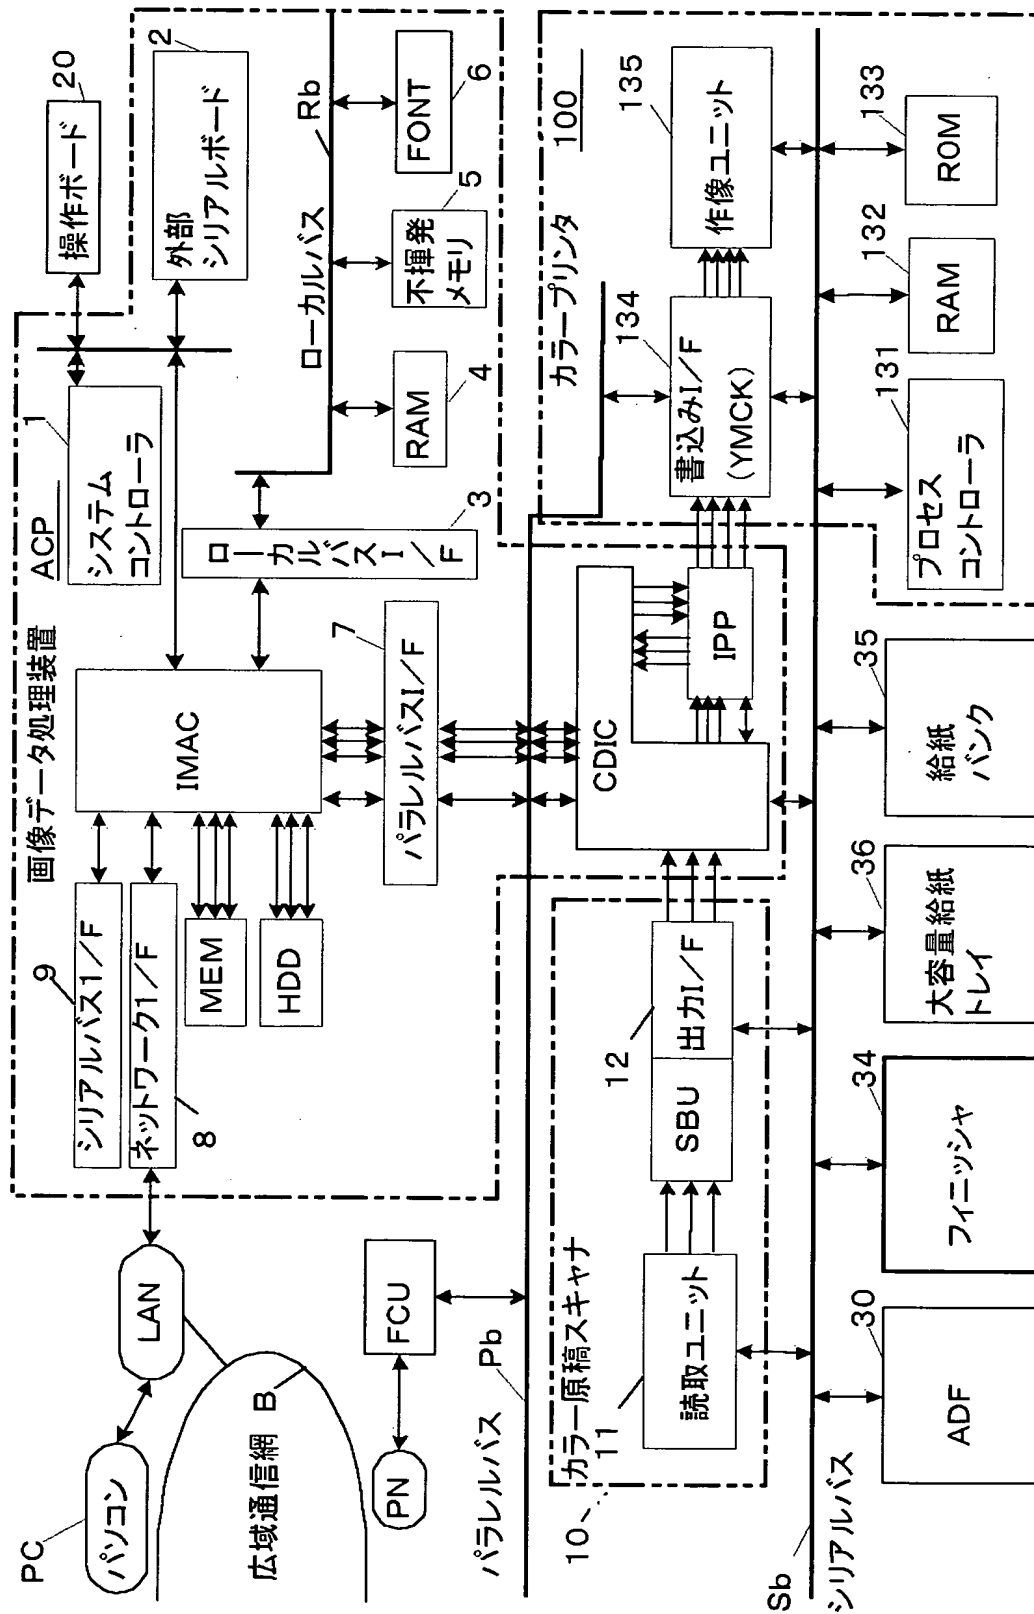 PC
パソコン
LAN
広域通信網 B
PN
FCU
パラレルバス
Pb
画像データ処理装置
ACP
9
シリアルバス1/F
ネットワーク1/F
8
MEM
HDD
IMAC
1
システム
コントローラ
操作ボード
20
外部
シリアルボード
2
ローカルバスI/F
3
ローカルバス
Rb
RAM
4
不揮発
メモリ
5
FONT
6
パラレルバスI/F
7
カラー原稿スキャナ
10
11
読取ユニット
SBU
出力I/F
12
CDIC
IPP
カラープリンタ
100
書込みI/F
(YMCK)
134
作像ユニット
135
Sb
シリアルバス
ADF
30
フィニッシャ
34
大容量給紙
トレイ
36
給紙
バンク
35
プロセス
コントローラ
131
RAM
132
ROM
133